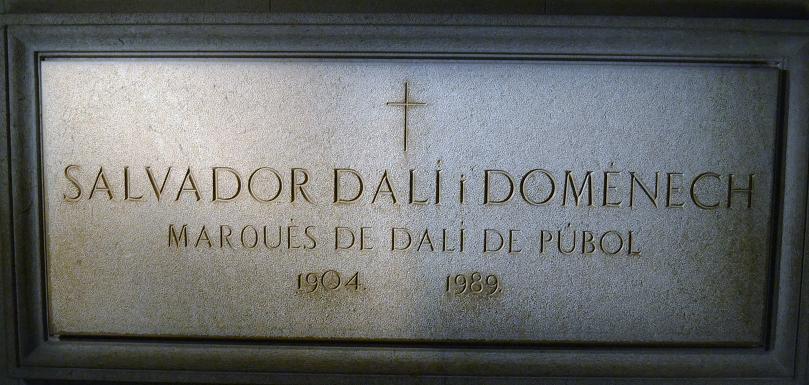 SALVADOR DALÍ i DOMÈNECH
MARQUÈS DE DALÍ DE PÚBOL
1904. 1989.